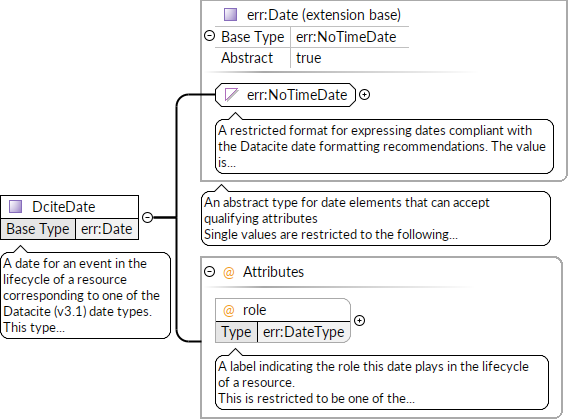 err:Date (extension base)
Base Type err:NoTimeDate
Abstract true
err:NoTimeDate
A restricted format for expressing dates compliant with
the Datacite date formatting recommendations. The value
is...
DciteDate
Base Type err:Date
A date for an event in the
lifecycle of a resource
corresponding to one of the
Datacite (v3.1) date types.
This type...
An abstract type for date elements that can accept
qualifying attributes
Single values are restricted to the following...
@ Attributes
@ role
Type err:DateType
A label indicating the role this date plays in the lifecycle
of a resource.
This is restricted to be one of the...